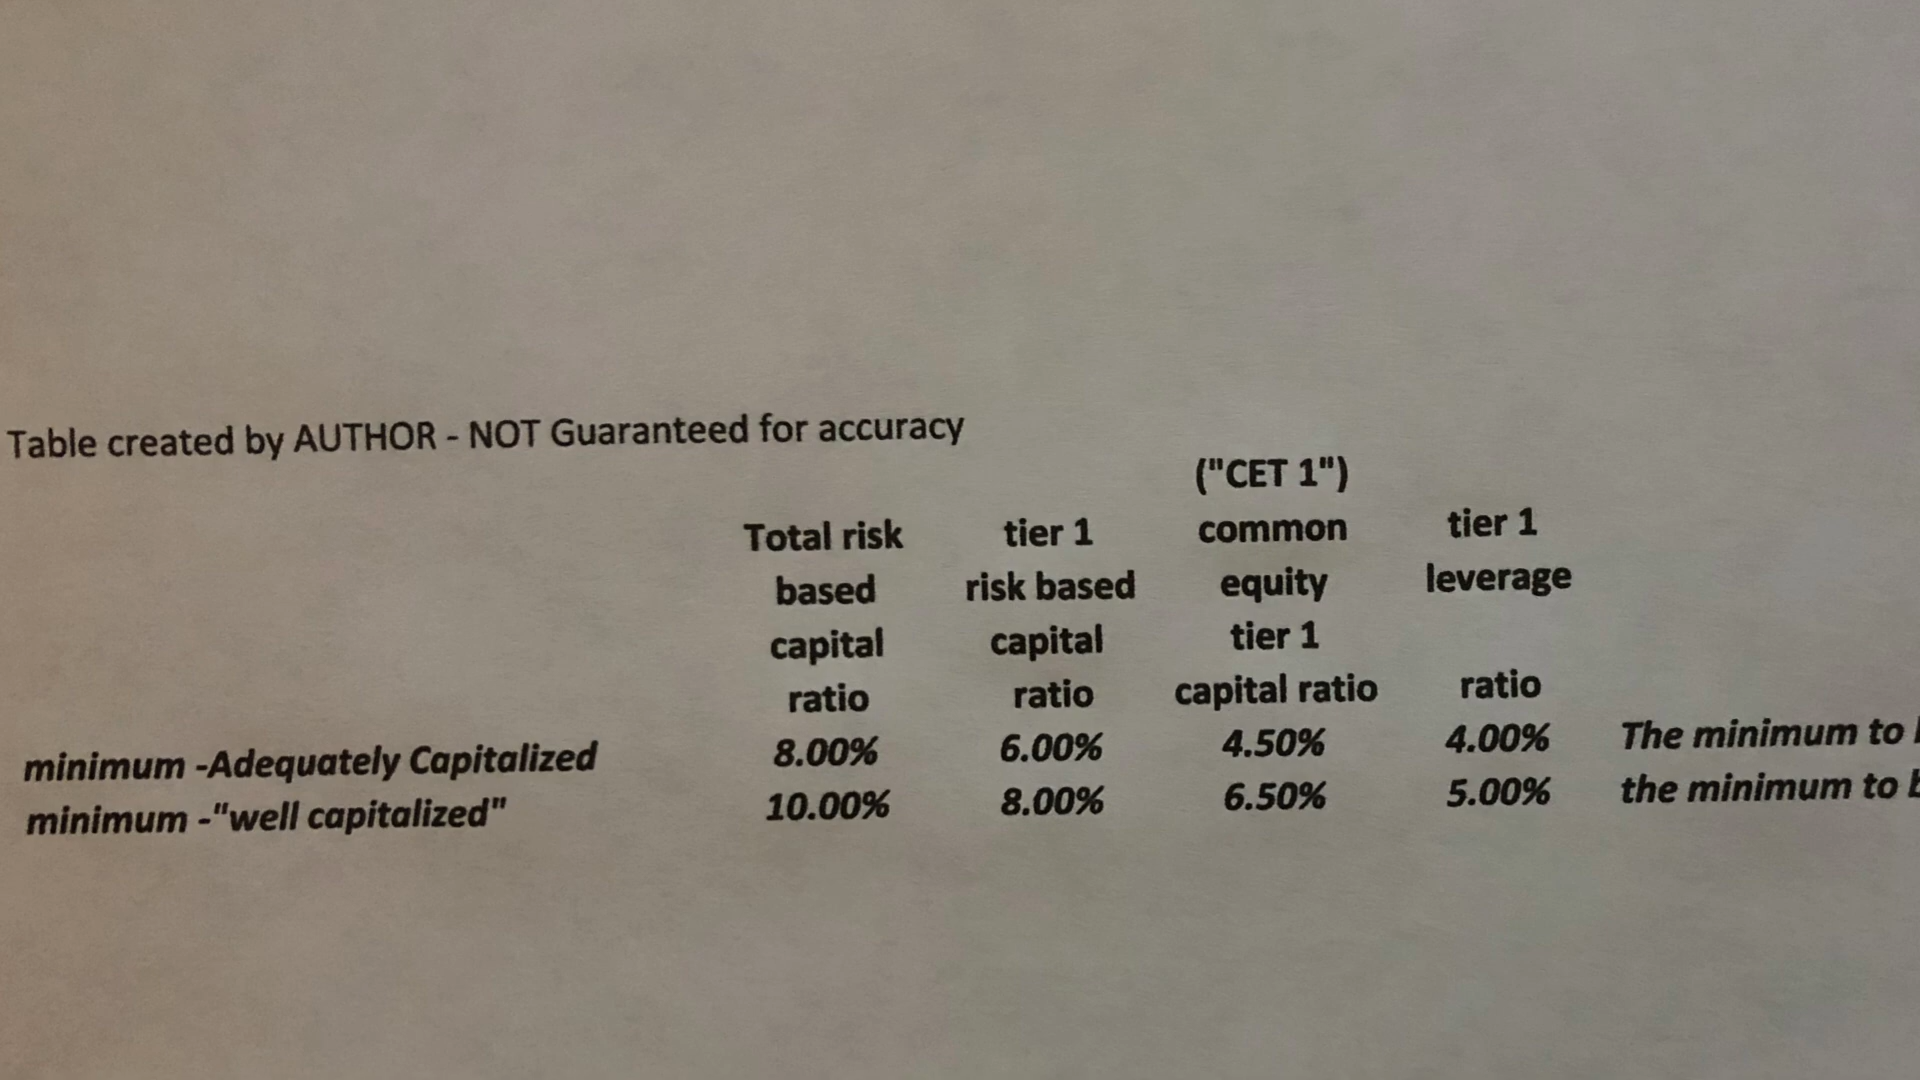 Table created by AUTHOR - NOT Guaranteed for accuracy
("CET 1")
Total risk tier 1 common tier 1
based risk based equity leverage
capital capital tier 1
ratio ratio capital ratio ratio
minimum -Adequately Capitalized 8.00% 6.00% 4.50% 4.00% The minimum to
minimum -"well capitalized" 10.00% 8.00% 6.50% 5.00% the minimum to